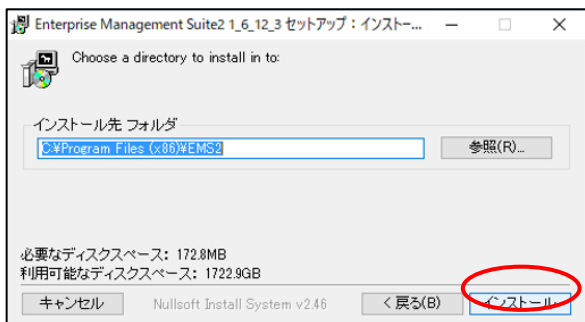 Enterprise Management Suite2 1_6_12_3 セットアップ：インストー...
Choose a directory to install in to:
インストール先 フォルダ
C:¥Program Files (x86)¥EMS2
参照(R)...
必要なディスクスペース: 172.8MB
利用可能なディスクスペース: 1722.9GB
キャンセル Nullsoft Install System v2.46 < 戻る(B) インストール